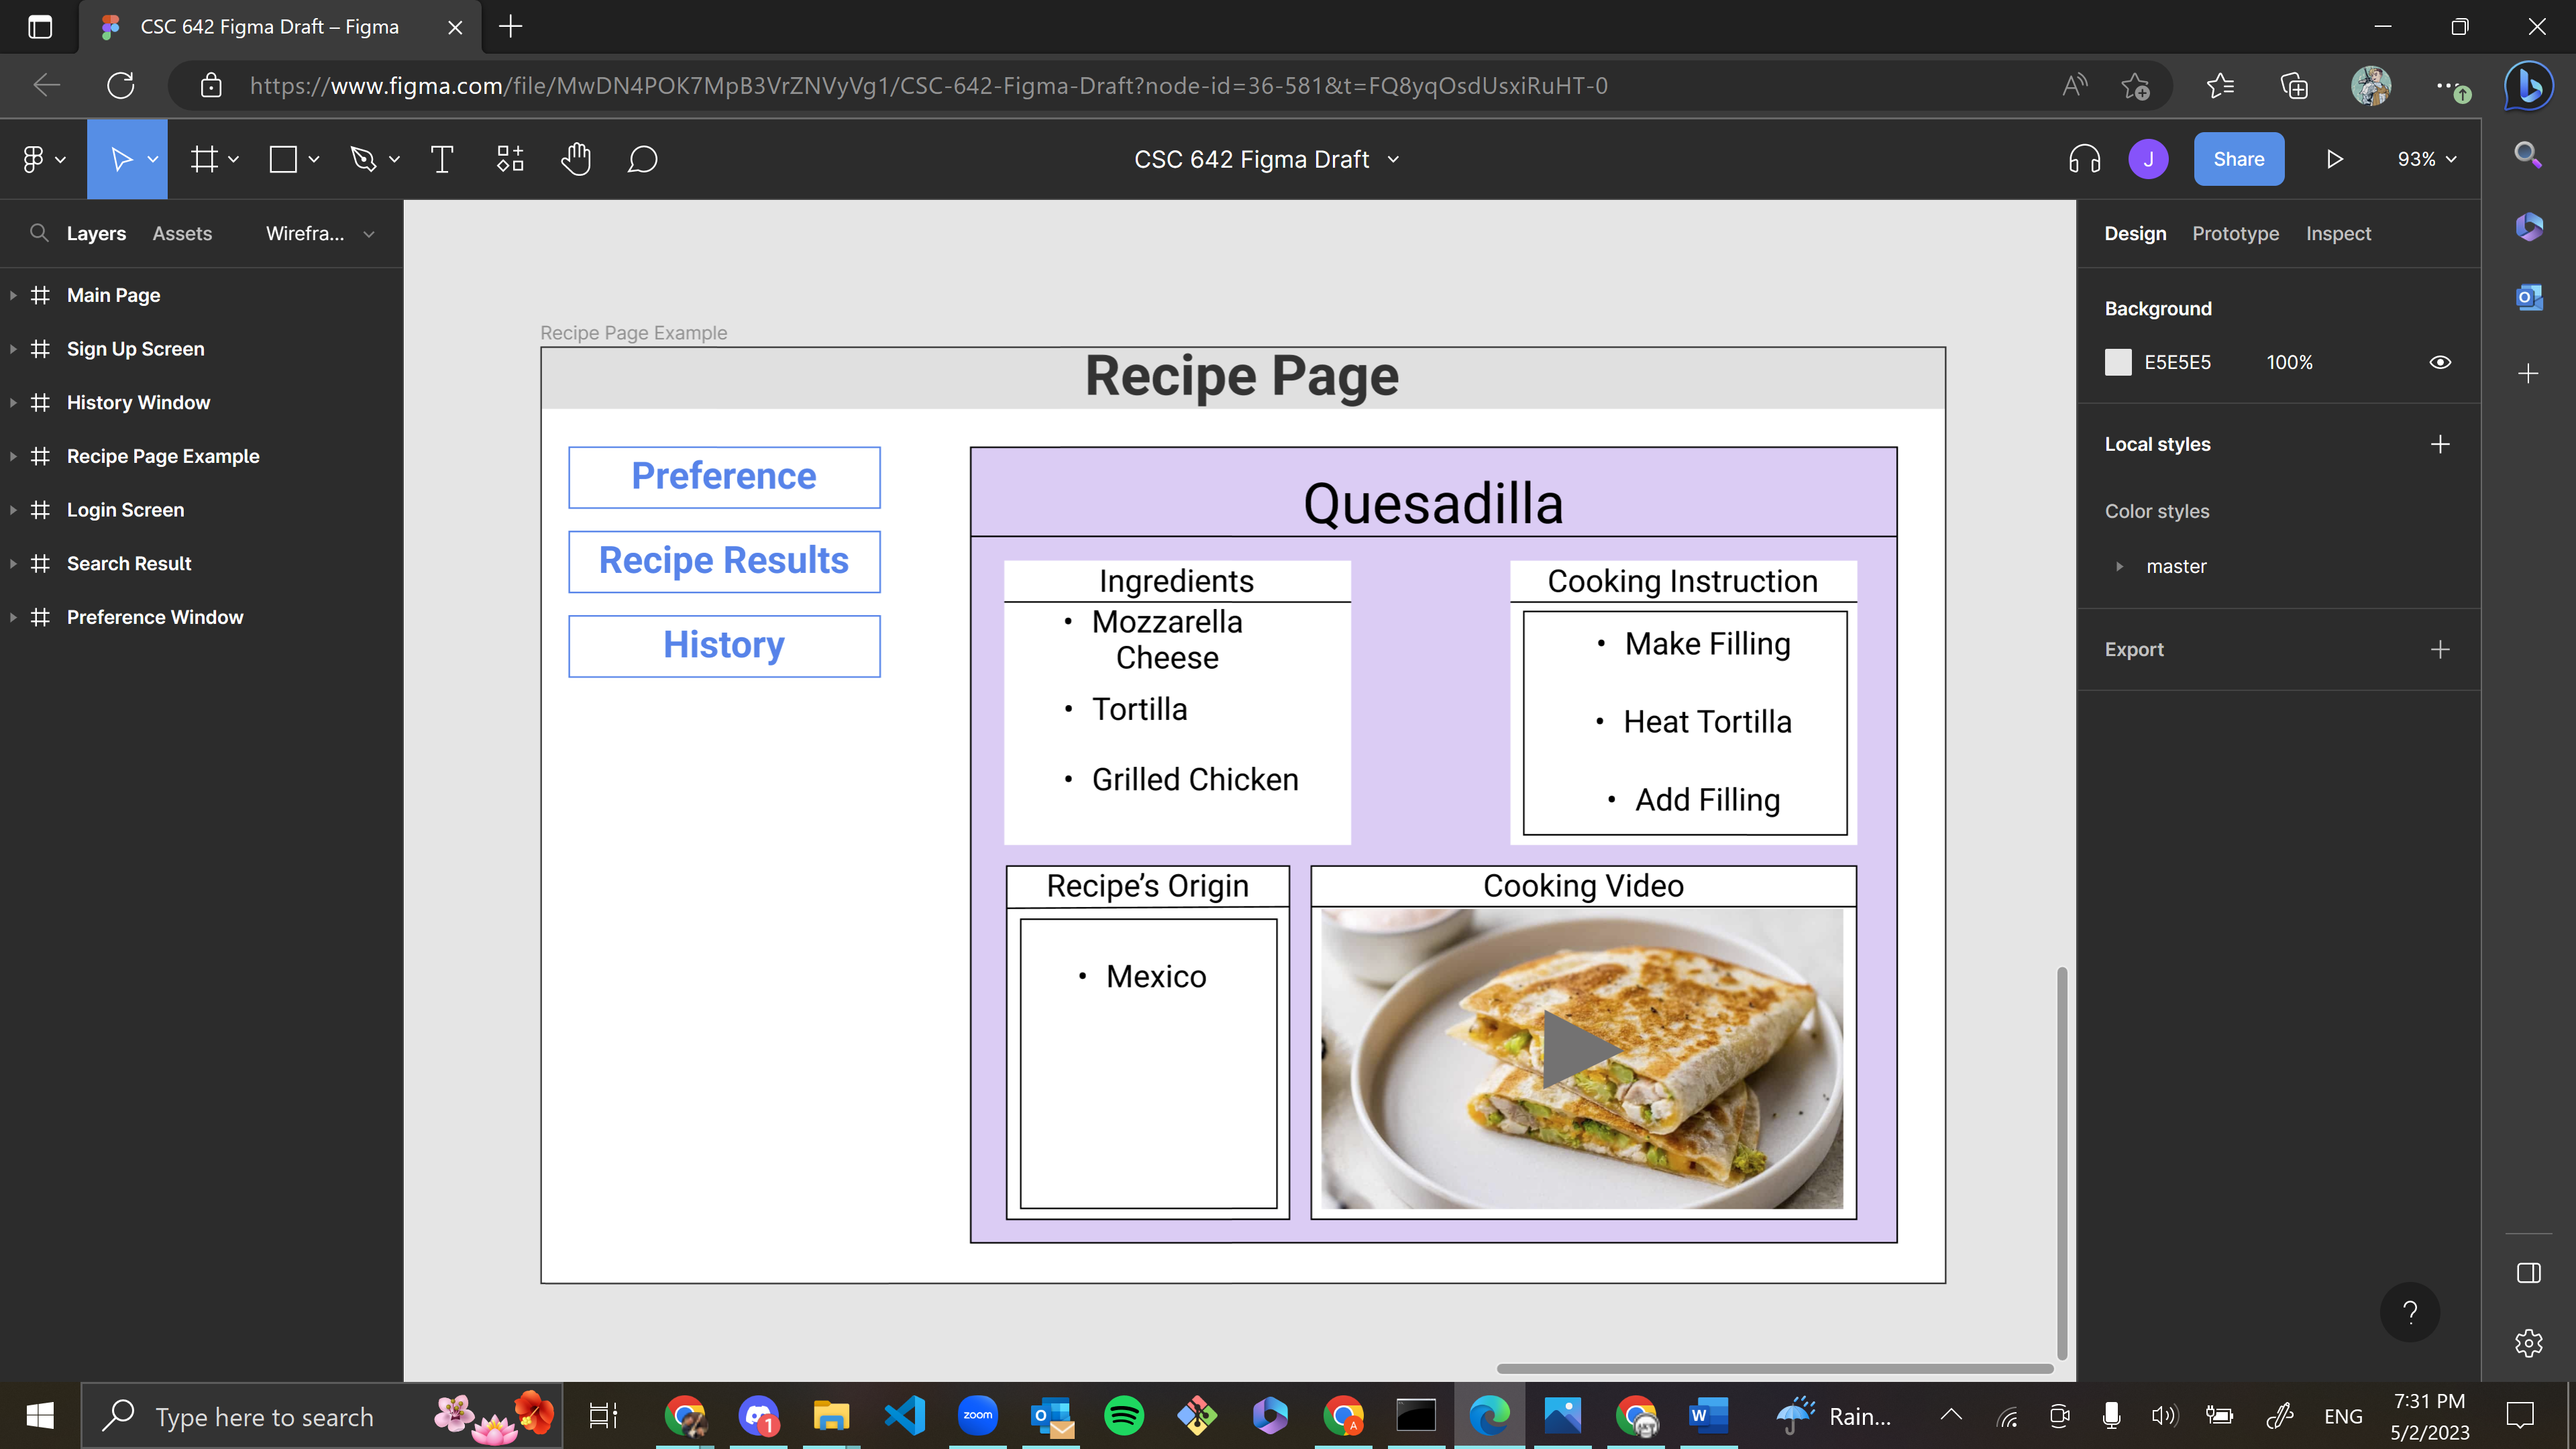 CSC 642 Figma Draft – Figma
https://www.figma.com/file/MwDN4POK7MpB3VrZNVyVg1/CSC-642-Figma-Draft?node-id=36-581&t=FQ8yqOsdUsxiRuHT-0
CSC 642 Figma Draft
J
Share
93%
Layers
Assets
Wirefra...
Main Page
Sign Up Screen
History Window
Recipe Page Example
Login Screen
Search Result
Preference Window
Recipe Page Example
Recipe Page
Preference
Recipe Results
History
Quesadilla
Ingredients
• Mozzarella
Cheese
• Tortilla
• Grilled Chicken
Cooking Instruction
• Make Filling
• Heat Tortilla
• Add Filling
Recipe’s Origin
• Mexico
Cooking Video
Design
Prototype
Inspect
Background
E5E5E5
100%
Local styles
Color styles
master
Export
?
Type here to search
1
zoom
A
Rain...
ENG
7:31 PM
5/2/2023